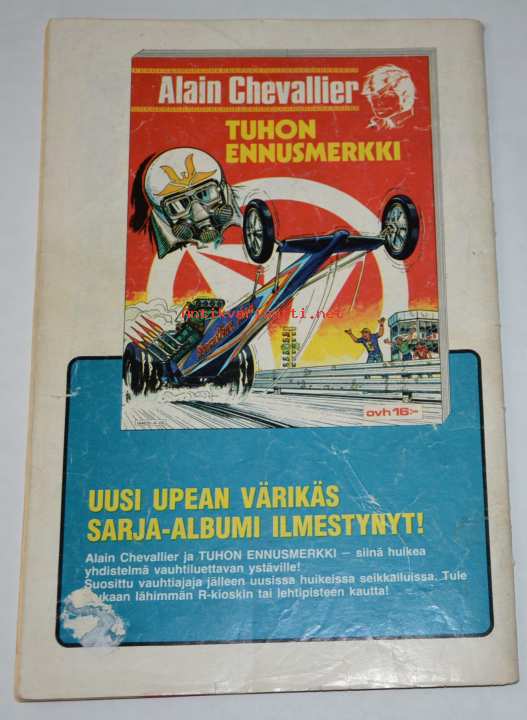 Alain Chevallier
TUHON
ENNUSMERKKI
antikvariaatti.net
ovh 16:-
UUSI UPEAN VÄRIKÄS
SARJA-ALBUMI ILMESTYNYT!
Alain Chevallier ja TUHON ENNUSMERKKI – siinä huikea
yhdistelmä vauhtiluettavan ystäville!
Suosittu vauhtiajaja jälleen uusissa huikeissa seikkailuissa. Tule
mukaan lähimmän R-kioskin tai lehtipisteen kautta!